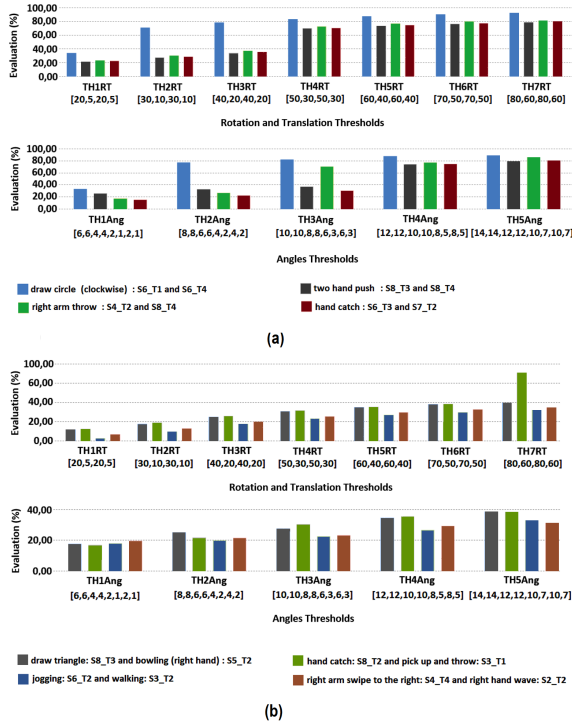 Evaluation (%)
100,00
80,00
60,00
40,00
20,00
00,00
TH1RT TH2RT TH3RT TH4RT TH5RT TH6RT TH7RT
[20,5,20,5] [30,10,30,10] [40,20,40,20] [50,30,50,30] [60,40,60,40] [70,50,70,50] [80,60,80,60]
Rotation and Translation Thresholds
Evaluation (%)
100,00
80,00
60,00
40,00
20,00
00,00
TH1Ang TH2Ang TH3Ang TH4Ang TH5Ang
[6,6,4,4,2,1,2,1] [8,8,6,6,4,2,4,2] [10,10,8,8,6,3,6,3] [12,12,10,10,8,5,8,5] [14,14,12,12,10,7,10,7]
Angles Thresholds
draw circle (clockwise) : S6_T1 and S6_T4 two hand push : S8_T3 and S8_T4
right arm throw : S4_T2 and S8_T4 hand catch : S6_T3 and S7_T2
(a)
Evaluation (%)
100,00
80,00
60,00
40,00
20,00
00,00
TH1RT TH2RT TH3RT TH4RT TH5RT TH6RT TH7RT
[20,5,20,5] [30,10,30,10] [40,20,40,20] [50,30,50,30] [60,40,60,40] [70,50,70,50] [80,60,80,60]
Rotation and Translation Thresholds
Evaluation (%)
40,00
20,00
0,00
TH1Ang TH2Ang TH3Ang TH4Ang TH5Ang
[6,6,4,4,2,1,2,1] [8,8,6,6,4,2,4,2] [10,10,8,8,6,3,6,3] [12,12,10,10,8,5,8,5] [14,14,12,12,10,7,10,7]
Angles Thresholds
draw triangle: S8_T3 and bowling (right hand) : S5_T2 hand catch: S8_T2 and pick up and throw: S3_T1
jogging: S6_T2 and walking: S3_T2 right arm swipe to the right: S4_T4 and right hand wave: S2_T2
(b)